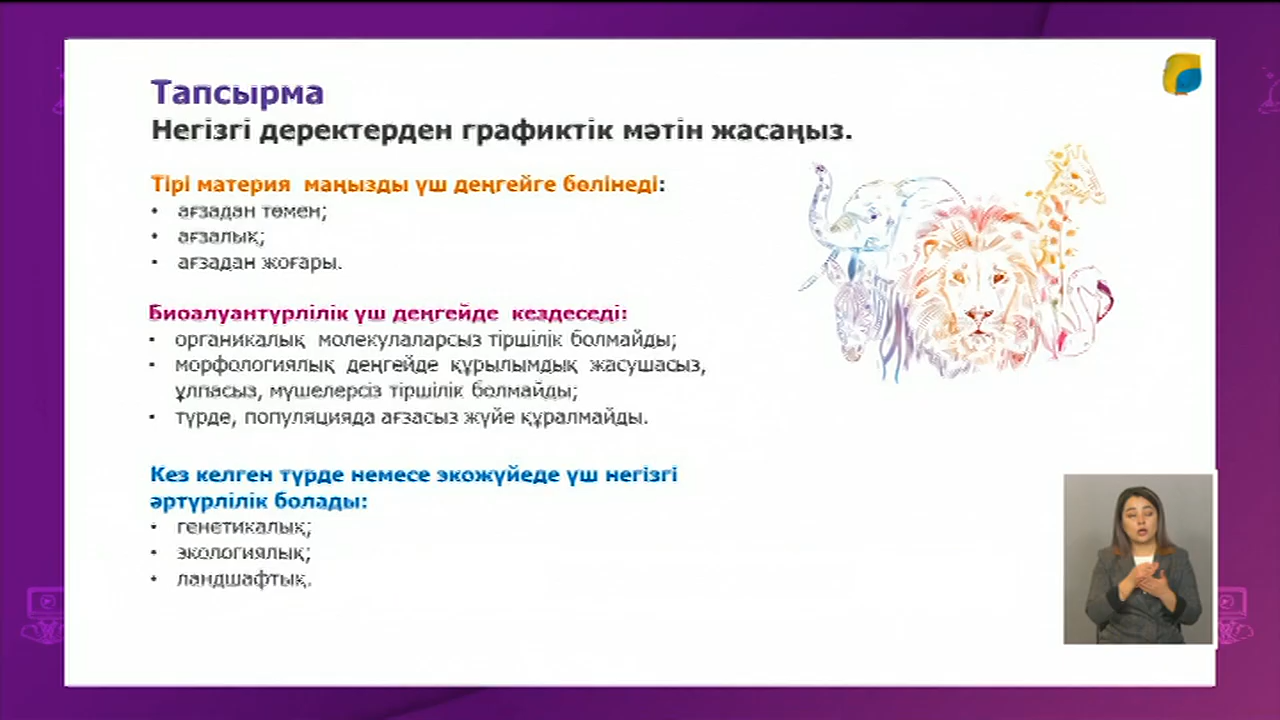 Тапсырма
Негізгі деректерден графиктік мәтін жасаңыз.
Тірі материя маңызды үш деңгейге бөлінеді:
• ағзадан төмен;
• ағзалық;
• ағзадан жоғары.
Биоалуантүрлілік үш деңгейде кездеседі:
• органикалық молекулаларсыз тіршілік болмайды;
• морфологиялық деңгейде құрылымдық жасушасыз,
ұлпасыз, мүшелерсіз тіршілік болмайды;
• түрде, популяцияда ағзасыз жүйе құралмайды.
Кез келген түрде немесе экожүйеде үш негізгі
әртүрлілік болады:
• генетикалық;
• экологиялық;
• ландшафтық.